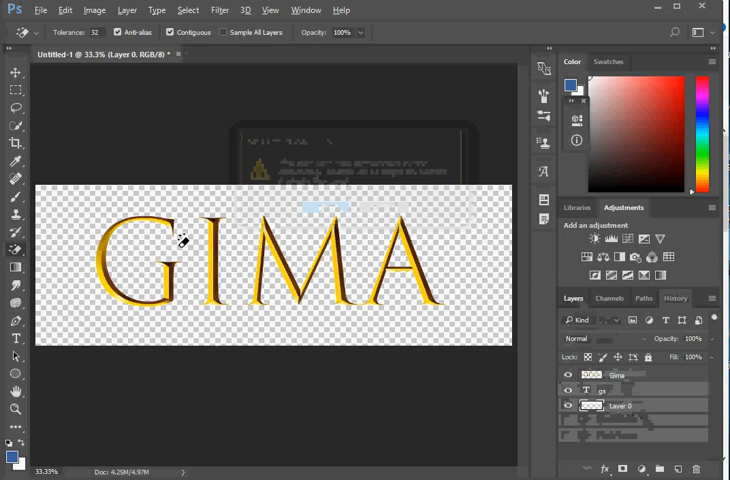 Ps File Edit Image Layer Type Select Filter 3D View Window Help
Tolerance: 32 Anti-alias Contiguous Sample All Layers Opacity: 100%
Untitled-1 @ 33.3% (Layer 0, RGB/8) * ×
Color Swatches
Libraries Adjustments
Add an adjustment
GIMA
Layers Channels Paths History
Kind
Normal Opacity: 100%
Lock: Fill: 100%
Gima
T gs
Layer 0
33.33% Doc: 4.25M/4.97M